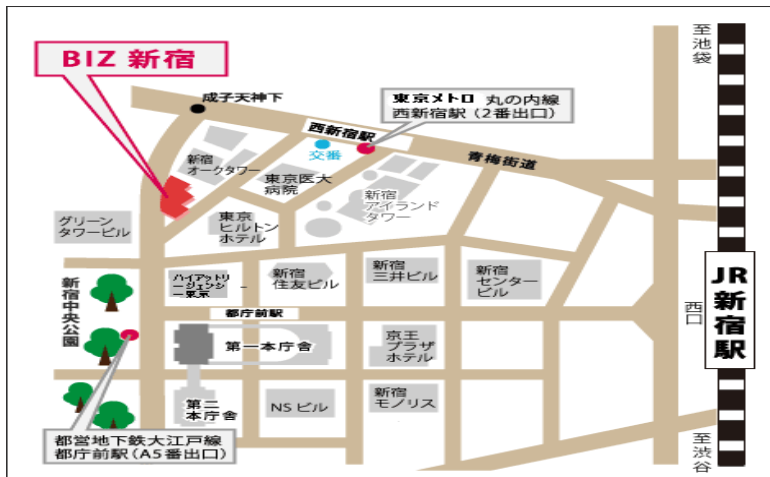 至池袋
BIZ 新宿
成子天神下
東京メトロ 丸の内線
西新宿駅(2番出口)
西新宿駅
交番
青梅街道
新宿
オークタワー
東京医大
病院
新宿
アイランド
タワー
グリーン
タワービル
東京
ヒルトン
ホテル
ハイアットリ
ージェンシ
ー東京
新宿
住友ビル
新宿
三井ビル
新宿
センター
ビル
JR新宿駅
西口
新宿中央公園
都庁前駅
第一本庁舎
京王
プラザ
ホテル
第二
本庁舎
NSビル
新宿
モノリス
都営地下鉄大江戸線
都庁前駅(A5番出口)
至渋谷